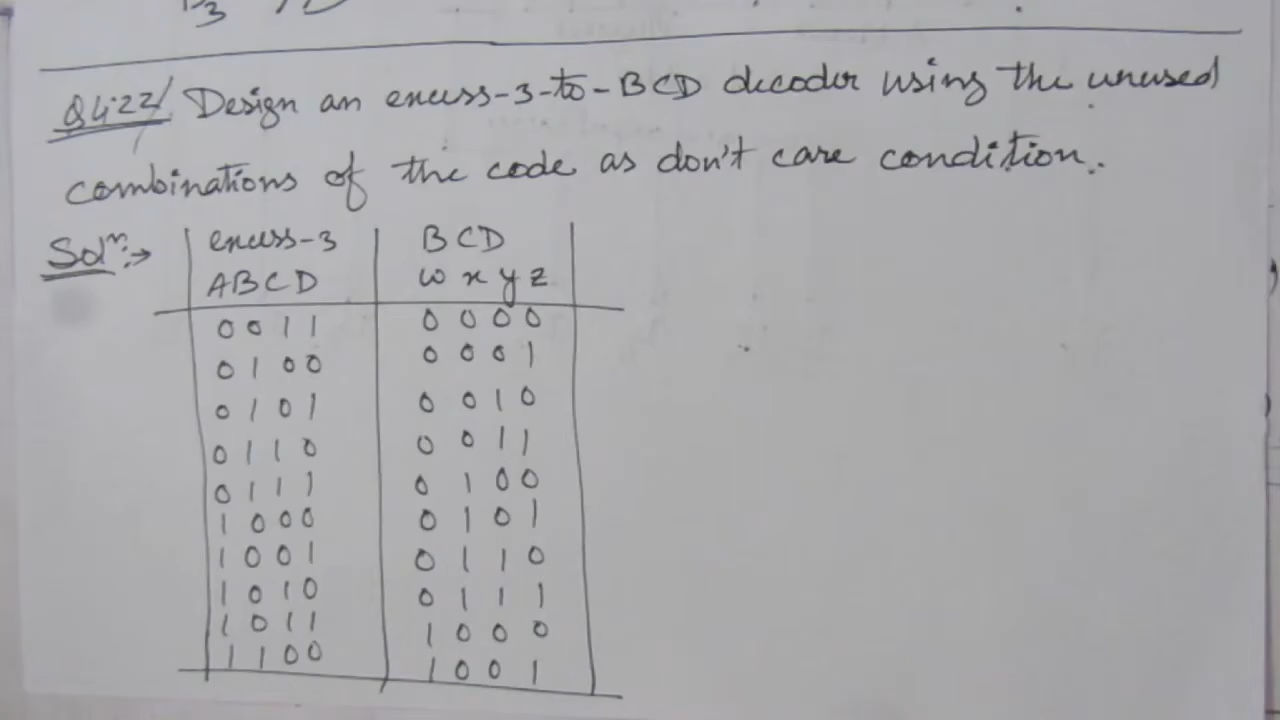 3
Q4.22/ Design an excess-3-to-BCD decoder using the unused
combinations of the code as don't care condition.
Solⁿ:→ excess-3 BCD
ABCD w x y z
0011 0000
0100 0001
0101 0010
0110 0011
0111 0100
1000 0101
1001 0110
1010 0111
1011 1000
1100 1001